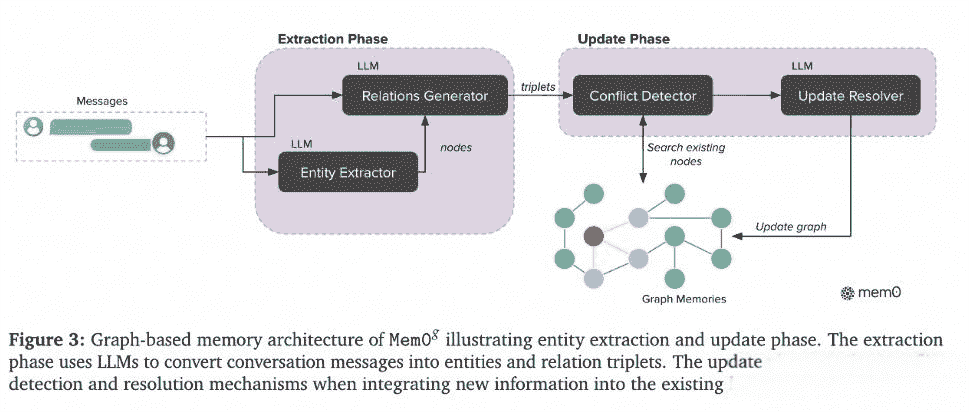 Extraction Phase
Update Phase
LLM
LLM
Messages
Relations Generator
triplets
Conflict Detector
Update Resolver
LLM
nodes
Search existing
nodes
Entity Extractor
Update graph
Graph Memories
mem0
Figure 3: Graph-based memory architecture of Mem0g illustrating entity extraction and update phase. The extraction
phase uses LLMs to convert conversation messages into entities and relation triplets. The update
detection and resolution mechanisms when integrating new information into the existing